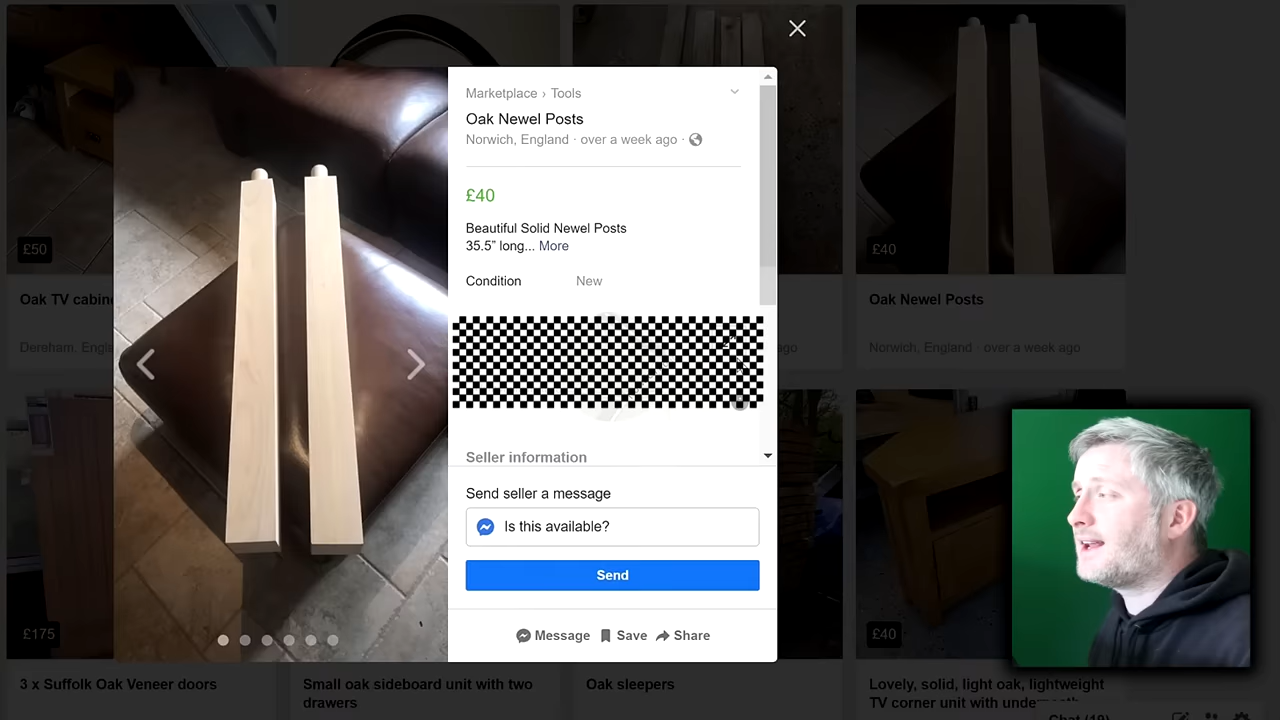 Marketplace › Tools
Oak Newel Posts
Norwich, England · over a week ago ·
£40
Beautiful Solid Newel Posts
35.5” long... More
Condition New
Seller information
Send seller a message
Is this available?
Send
Message Save Share
£50
Oak TV
Dereham,
£40
Oak Newel Posts
Norwich, England · over a week ago
ago
£175
3 x Suffolk Oak Veneer doors
Small oak sideboard unit with two
drawers
Oak sleepers
£40
Lovely, solid, light oak, lightweight
TV corner unit with